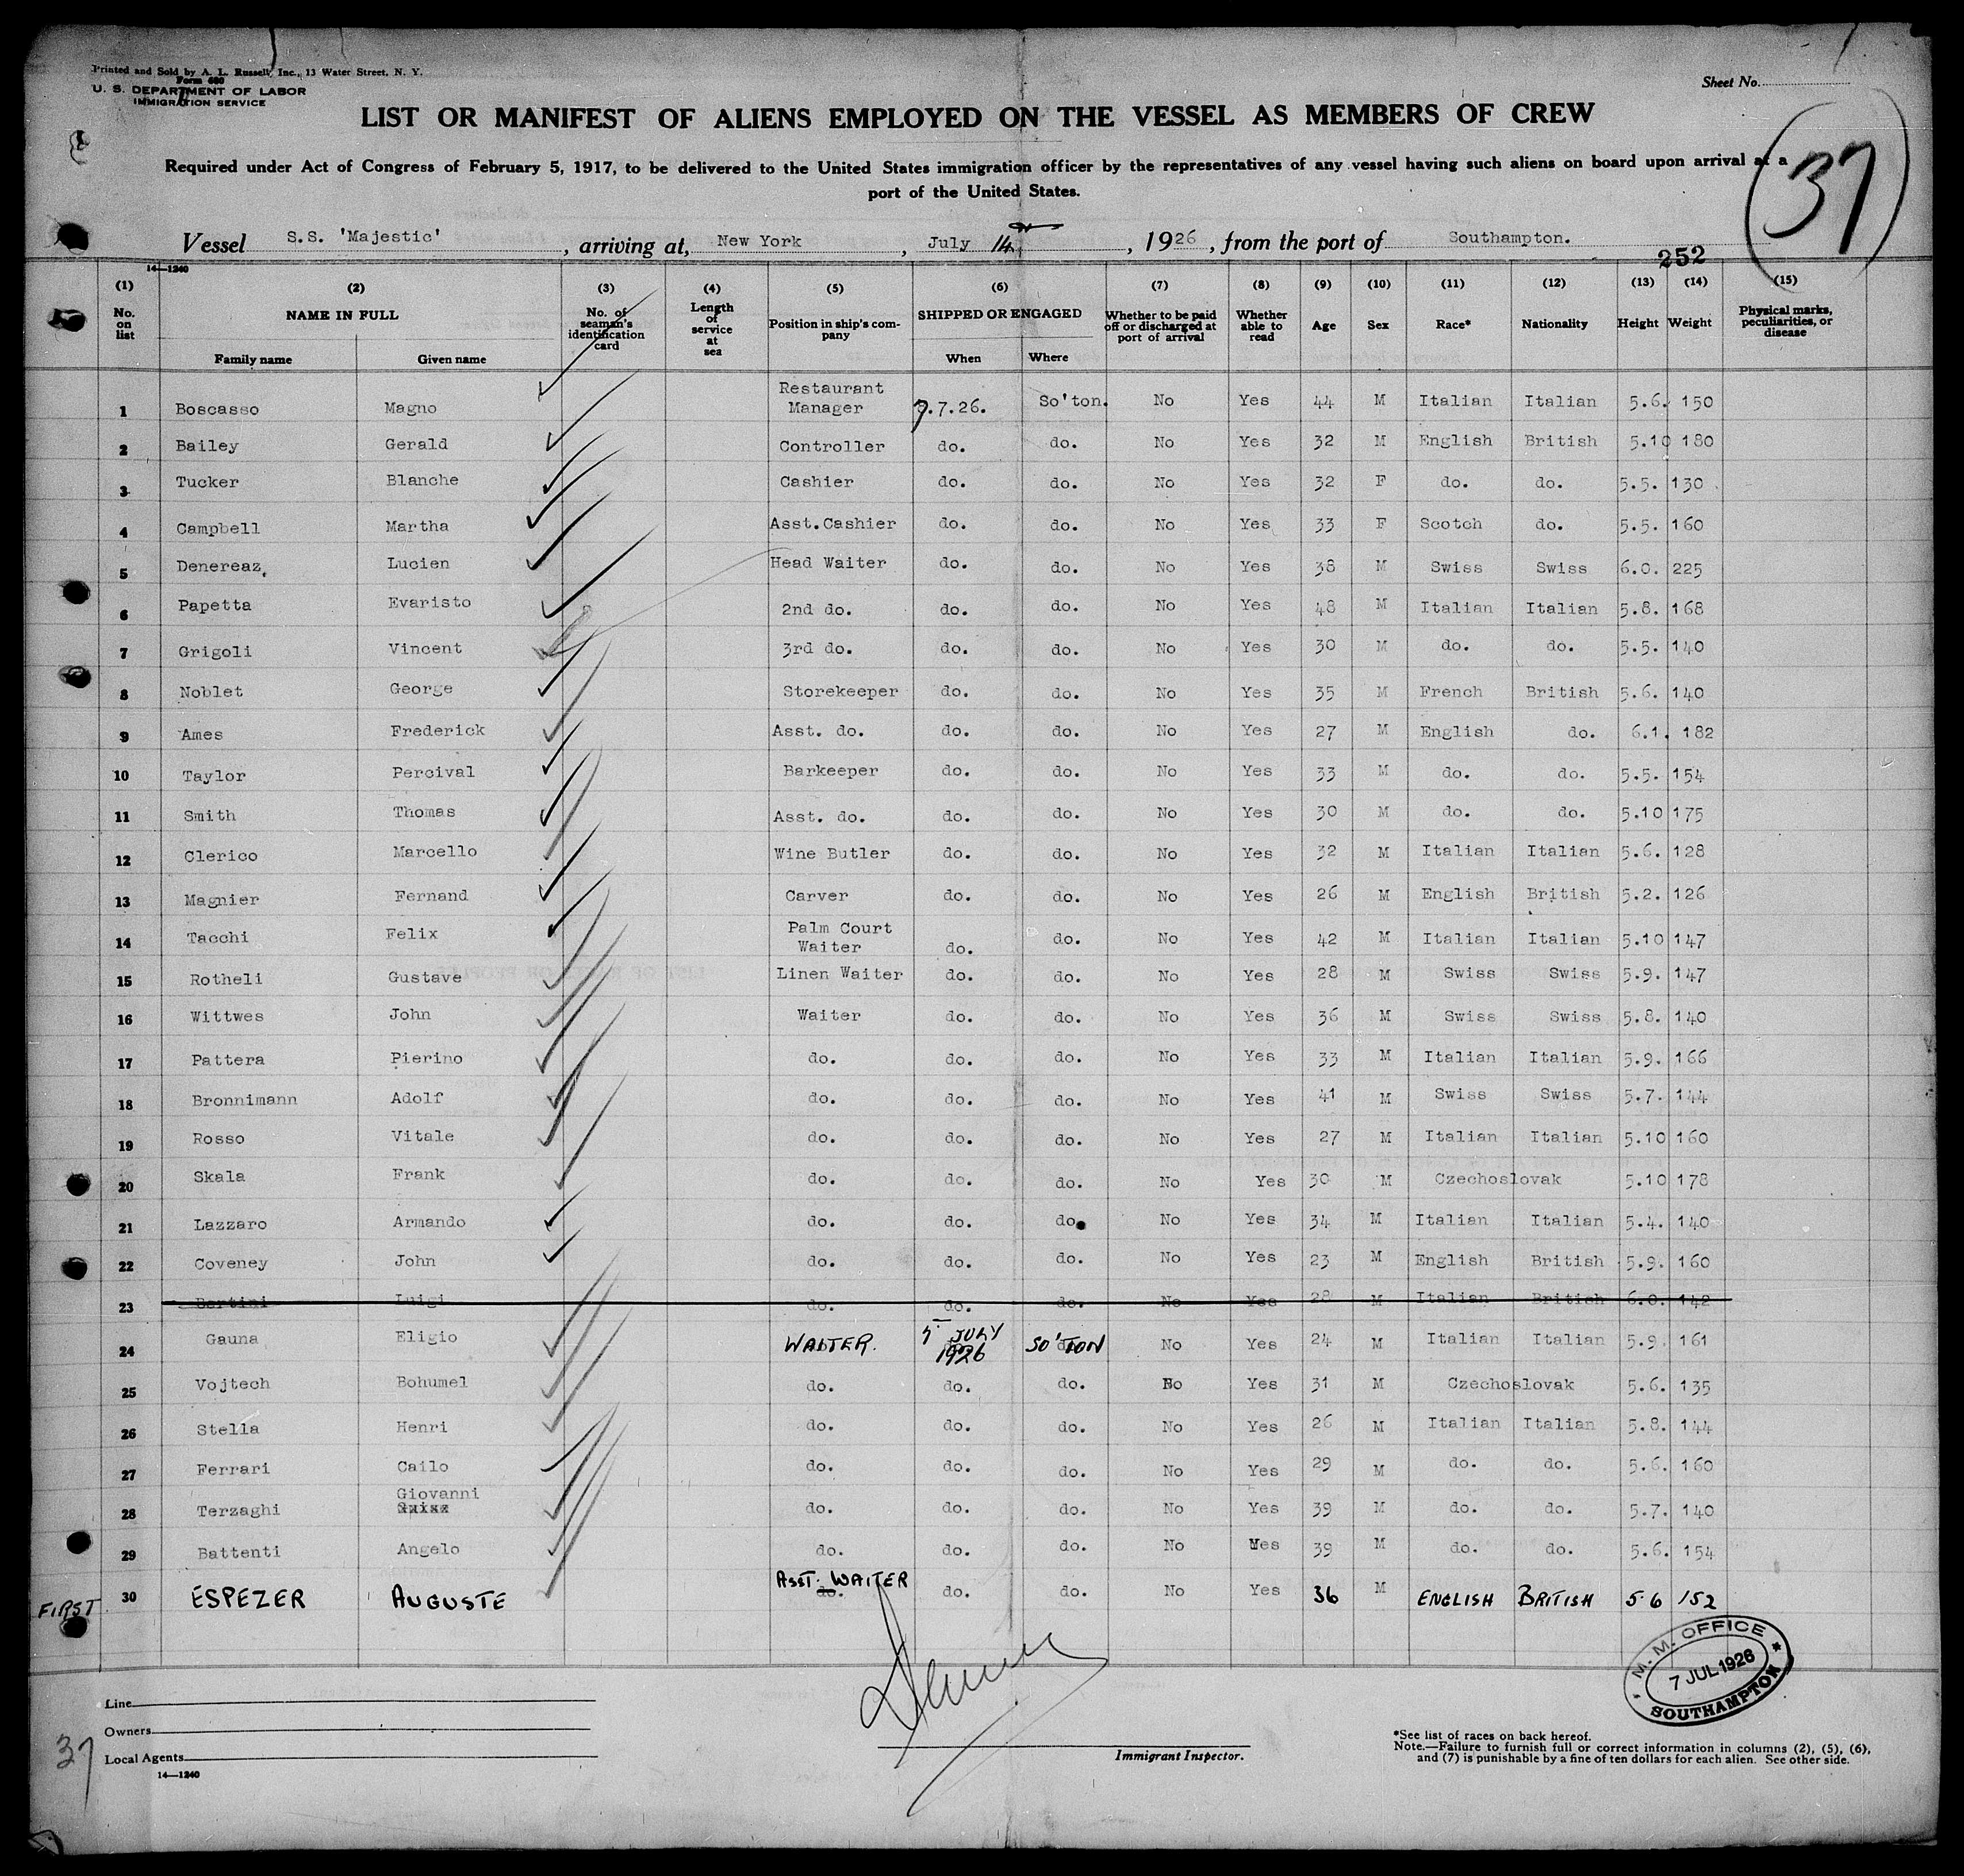 Printed and Sold by A. L. Russell, Inc., 13 Water Street, N. Y.
Form 680
U. S. DEPARTMENT OF LABOR
IMMIGRATION SERVICE
Sheet No.
LIST OR MANIFEST OF ALIENS EMPLOYED ON THE VESSEL AS MEMBERS OF CREW
Required under Act of Congress of February 5, 1917, to be delivered to the United States immigration officer by the representatives of any vessel having such aliens on board upon arrival at a
port of the United States.
37
Vessel S.S. 'Majestic', arriving at, New York, July 14, 1926, from the port of Southampton.
252
14—1240
(1) (2) (3) (4) (5) (6) (7) (8) (9) (10) (11) (12) (13) (14) (15)
No. on list NAME IN FULL Family name Given name No. of seaman's identification card Length of service at sea Position in ship's company SHIPPED OR ENGAGED When Where Whether to be paid off or discharged at port of arrival Whether able to read Age Sex Race* Nationality Height Weight Physical marks, peculiarities, or disease
1 Boscasso Magno Restaurant Manager 7.7.26. So'ton. No Yes 44 M Italian Italian 5.6. 150
2 Bailey Gerald Controller do. do. No Yes 32 M English British 5.10 180
3 Tucker Blanche Cashier do. do. No Yes 32 F do. do. 5.5. 130
4 Campbell Martha Asst.Cashier do. do. No Yes 33 F Scotch do. 5.5. 160
5 Denereaz, Lucien Head Waiter do. do. No Yes 38 M Swiss Swiss 6.0. 225
6 Papetta Evaristo 2nd do. do. do. No Yes 48 M Italian Italian 5.8. 168
7 Grigoli Vincent 3rd do. do. do. No Yes 30 M do. do. 5.5. 140
8 Noblet George Storekeeper do. do. No Yes 35 M French British 5.6. 140
9 Ames Frederick Asst. do. do. do. No Yes 27 M English do. 6.1. 182
10 Taylor Percival Barkeeper do. do. No Yes 33 M do. do. 5.5. 154
11 Smith Thomas Asst. do. do. do. No Yes 30 M do. do. 5.10 175
12 Clerico Marcello Wine Butler do. do. No Yes 32 M Italian Italian 5.6. 128
13 Magnier Fernand Carver do. do. No Yes 26 M English British 5.2. 126
14 Tacchi Felix Palm Court Waiter do. do. No Yes 42 M Italian Italian 5.10 147
15 Rotheli Gustave Linen Waiter do. do. No Yes 28 M Swiss Swiss 5.9. 147
16 Wittwes John Waiter do. do. No Yes 36 M Swiss Swiss 5.8. 140
17 Pattera Pierino do. do. do. No Yes 33 M Italian Italian 5.9. 166
18 Bronnimann Adolf do. do. do. No Yes 41 M Swiss Swiss 5.7. 144
19 Rosso Vitale do. do. do. No Yes 27 M Italian Italian 5.10 160
20 Skala Frank do. do. do. No Yes 30 M Czechoslovak 5.10 178
21 Lazzaro Armando do. do. do. No Yes 34 M Italian Italian 5.4. 140
22 Coveney John do. do. do. No Yes 23 M English British 5.9. 160
23 Bertini Luigi do. do. do. No Yes 28 M Italian British 6.0. 142
24 Gauna Eligio WAITER. 7 JULY 1926 SO'TON No Yes 24 M Italian Italian 5.9. 161
25 Vojtech Bohumel do. do. do. No Yes 31 M Czechoslovak 5.6. 135
26 Stella Henri do. do. do. No Yes 26 M Italian Italian 5.8. 144
27 Ferrari Cailo do. do. do. No Yes 29 M do. do. 5.6. 160
28 Terzaghi Giovanni do. do. do. No Yes 39 M do. do. 5.7. 140
29 Battenti Angelo do. do. do. No Yes 39 M do. do. 5.6. 154
FIRST 30 ESPEZER AUGUSTE ASST. WAITER do. do. do. No Yes 36 M ENGLISH BRITISH 5.6 152
M. M. OFFICE
7 JUL 1926
SOUTHAMPTON
Line
Owners
Local Agents
14—1240
37
Immigrant Inspector.
*See list of races on back hereof.
Note.—Failure to furnish full or correct information in columns (2), (5), (6),
and (7) is punishable by a fine of ten dollars for each alien. See other side.